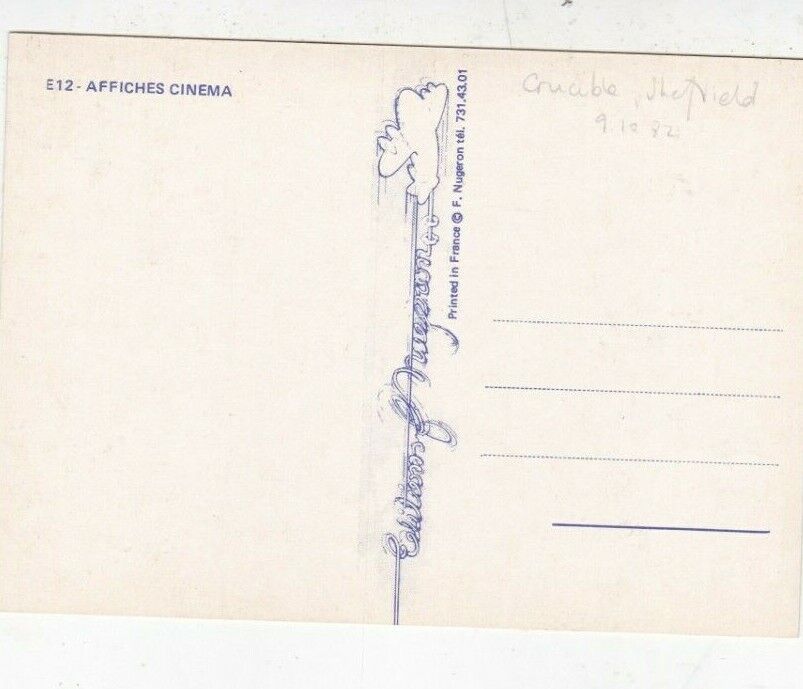 E12 - AFFICHES CINEMA
Editions F. Nugeron
Printed in France © F. Nugeron tél. 731.43.01
Crucible, Sheffield
9 10 82